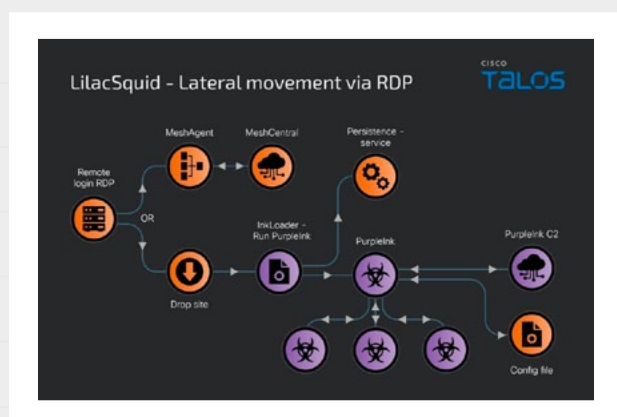 LilacSquid - Lateral movement via RDP
CISCO
TALOS
MeshAgent
MeshCentral
Persistence -
service
Remote
login RDP
OR
InkLoader -
Run PurpleInk
PurpleInk
PurpleInk C2
Drop site
Config file